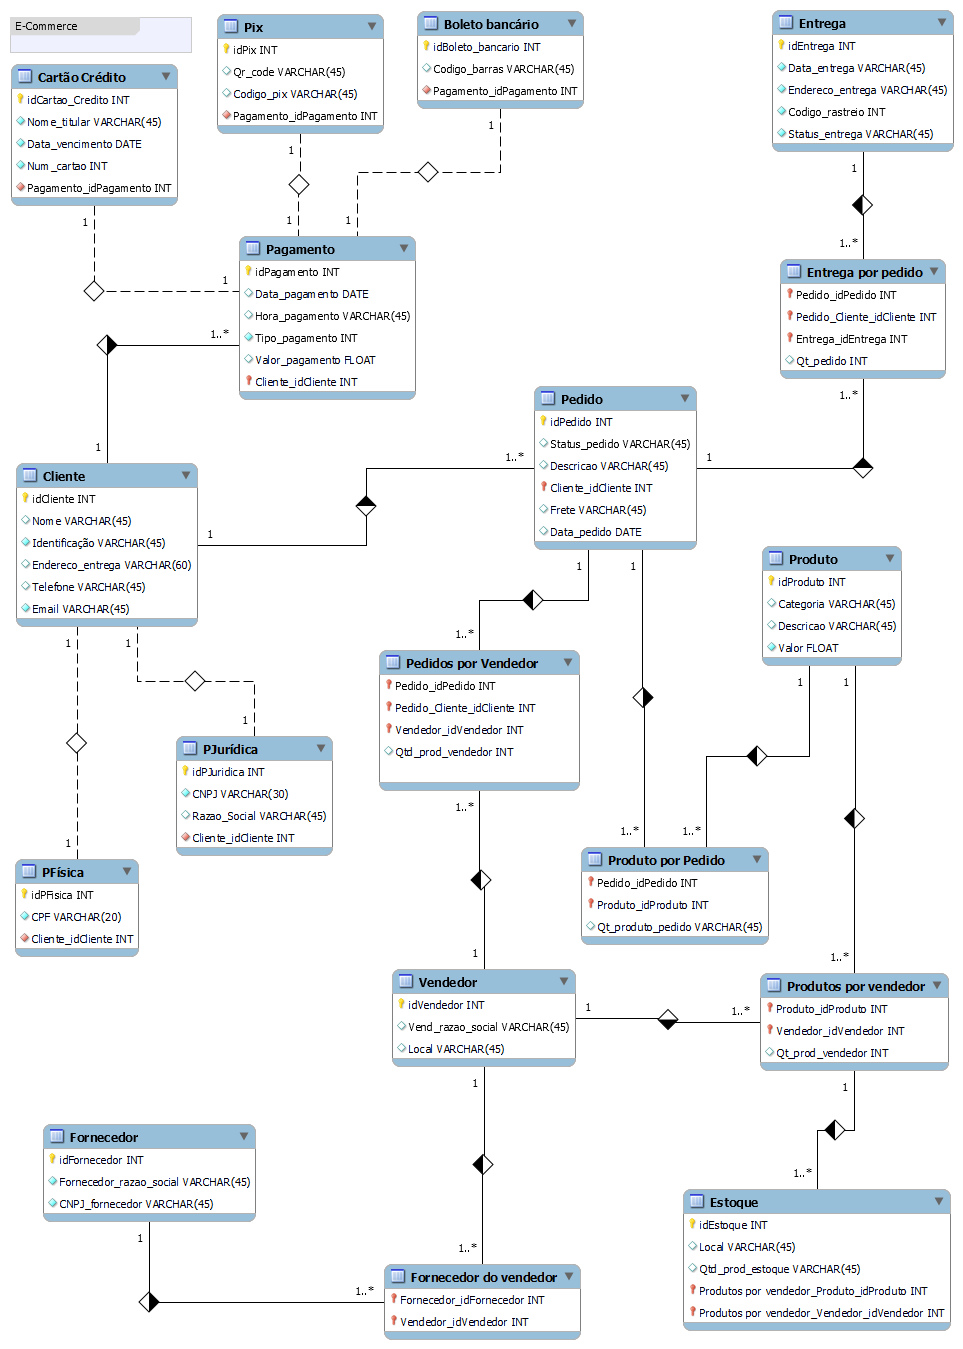 E-Commerce
Cartão Crédito
idCartao_Credito INT
Nome_titular VARCHAR(45)
Data_vencimento DATE
Num_cartao INT
Pagamento_idPagamento INT
1
1
Pix
idPix INT
Qr_code VARCHAR(45)
Codigo_pix VARCHAR(45)
Pagamento_idPagamento INT
1
1
Boleto bancário
idBoleto_bancario INT
Codigo_barras VARCHAR(45)
Pagamento_idPagamento INT
1
1
Entrega
idEntrega INT
Data_entrega VARCHAR(45)
Endereco_entrega VARCHAR(45)
Codigo_rastreio INT
Status_entrega VARCHAR(45)
1
1..*
Pagamento
idPagamento INT
Data_pagamento DATE
Hora_pagamento VARCHAR(45)
Tipo_pagamento INT
Valor_pagamento FLOAT
Cliente_idCliente INT
1..*
1
Entrega por pedido
Pedido_idPedido INT
Pedido_Cliente_idCliente INT
Entrega_idEntrega INT
Qt_pedido INT
1..*
1
Pedido
idPedido INT
Status_pedido VARCHAR(45)
Descricao VARCHAR(45)
Cliente_idCliente INT
Frete VARCHAR(45)
Data_pedido DATE
1..*
1
Cliente
idCliente INT
Nome VARCHAR(45)
Identificação VARCHAR(45)
Endereco_entrega VARCHAR(60)
Telefone VARCHAR(45)
Email VARCHAR(45)
1
1
1
1
Produto
idProduto INT
Categoria VARCHAR(45)
Descricao VARCHAR(45)
Valor FLOAT
1
1
1
1..*
1
1..*
1..*
1..*
Pedidos por Vendedor
Pedido_idPedido INT
Pedido_Cliente_idCliente INT
Vendedor_idVendedor INT
Qtd_prod_vendedor INT
1..*
1
PJurídica
idPJuridica INT
CNPJ VARCHAR(30)
Razao_Social VARCHAR(45)
Cliente_idCliente INT
PFísica
idPFisica INT
CPF VARCHAR(20)
Cliente_idCliente INT
Produto por Pedido
Pedido_idPedido INT
Produto_idProduto INT
Qt_produto_pedido VARCHAR(45)
Vendedor
idVendedor INT
Vend_razao_social VARCHAR(45)
Local VARCHAR(45)
1
1..*
1
1..*
Produtos por vendedor
Produto_idProduto INT
Vendedor_idVendedor INT
Qt_prod_vendedor INT
1
1..*
Fornecedor
idFornecedor INT
Fornecedor_razao_social VARCHAR(45)
CNPJ_fornecedor VARCHAR(45)
1
1..*
Fornecedor do vendedor
Fornecedor_idFornecedor INT
Vendedor_idVendedor INT
Estoque
idEstoque INT
Local VARCHAR(45)
Qtd_prod_estoque VARCHAR(45)
Produtos por vendedor_Produto_idProduto INT
Produtos por vendedor_Vendedor_idVendedor INT